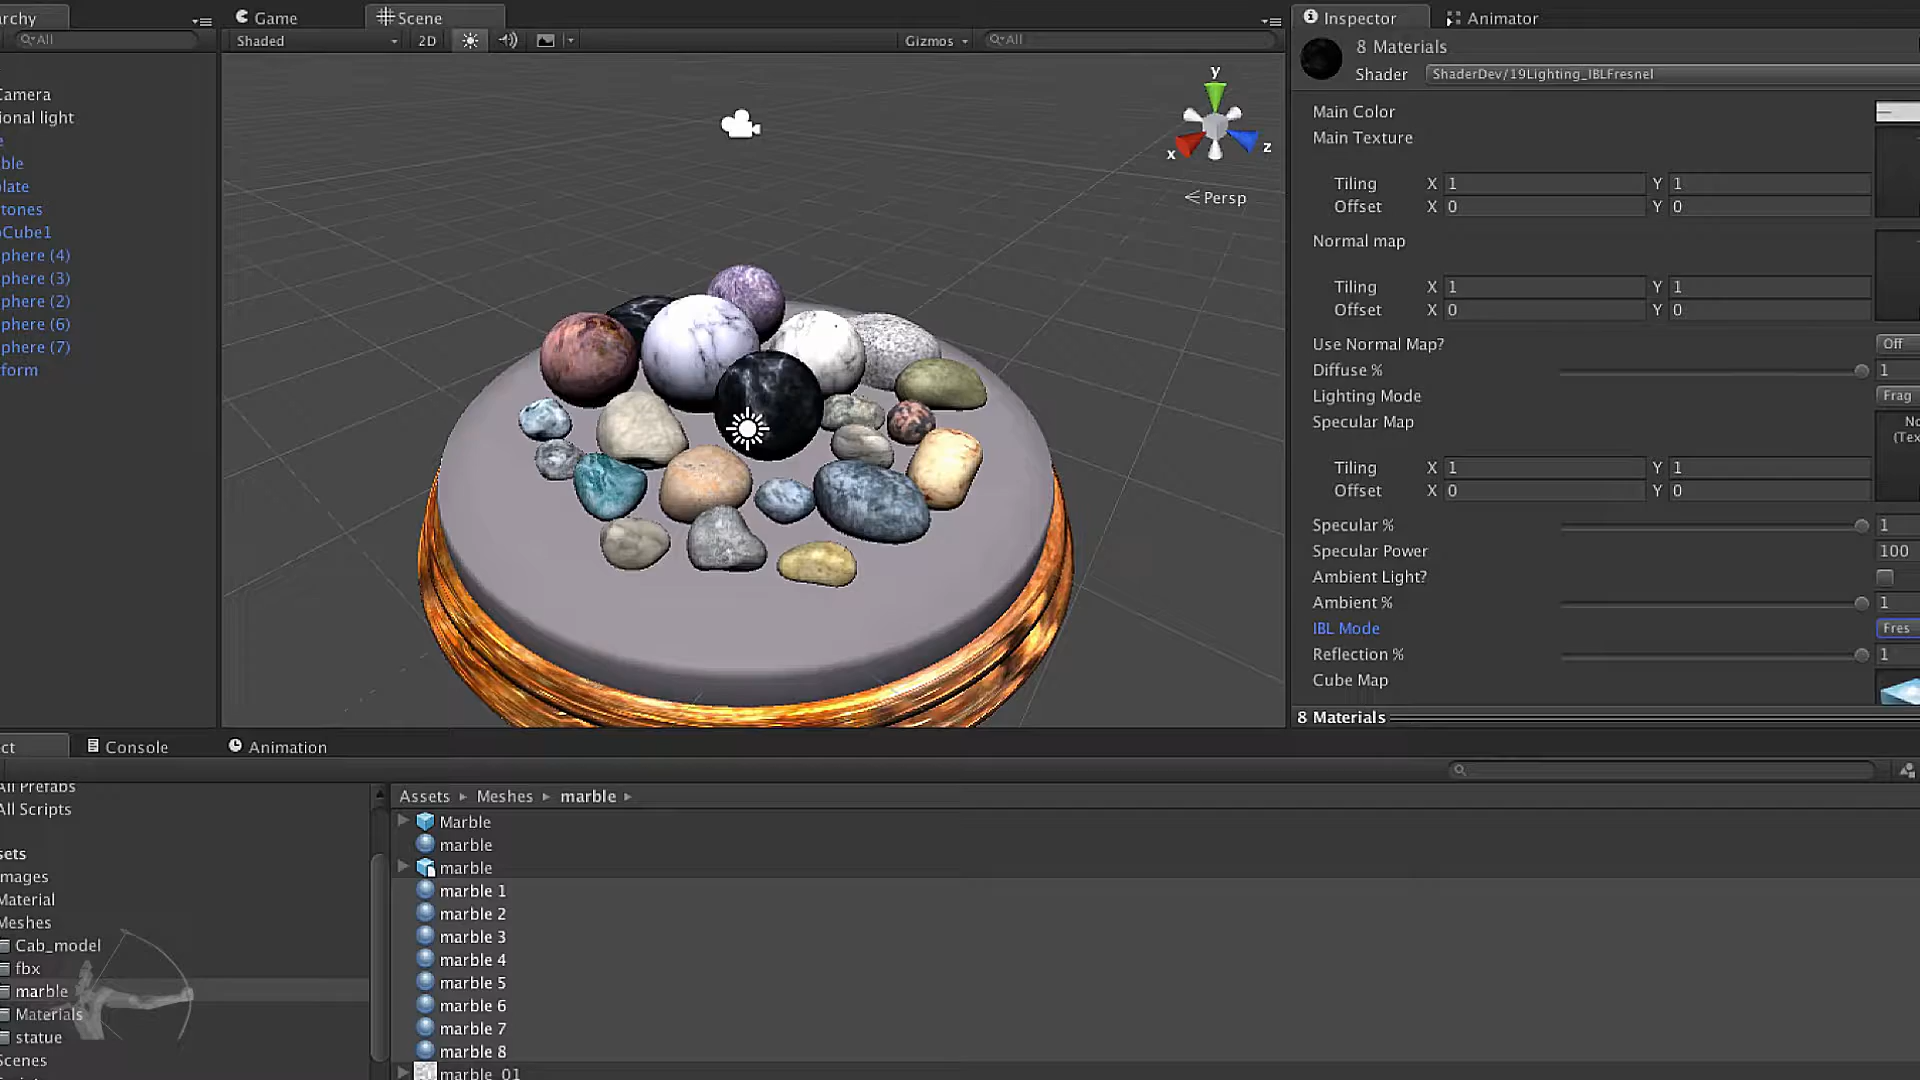 archy
Game
Scene
Inspector
Animator
All
Shaded
2D
Gizmos
All
8 Materials
Shader
ShaderDev/19Lighting_IBLFresnel
y
x
z
Persp
Camera
ional light
e
ble
late
tones
Cube1
phere (4)
phere (3)
phere (2)
phere (6)
phere (7)
form
Main Color
Main Texture
Tiling X 1 Y 1
Offset X 0 Y 0
Normal map
Tiling X 1 Y 1
Offset X 0 Y 0
Use Normal Map? Off
Diffuse % 1
Lighting Mode Frag
Specular Map No
(Tex
Tiling X 1 Y 1
Offset X 0 Y 0
Specular % 1
Specular Power 100
Ambient Light?
Ambient % 1
IBL Mode Fres
Reflection % 1
Cube Map
8 Materials
ct
Console
Animation
All Prefabs
All Scripts
sets
mages
Material
Meshes
Cab_model
fbx
marble
Materials
statue
Scenes
Assets Meshes marble
Marble
marble
marble
marble 1
marble 2
marble 3
marble 4
marble 5
marble 6
marble 7
marble 8
marble_01